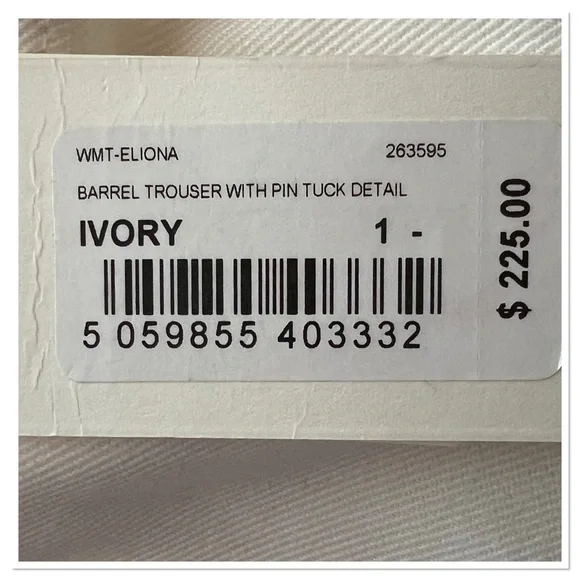 WMT-ELIONA 263595
BARREL TROUSER WITH PIN TUCK DETAIL
IVORY 1 -
5 059855 403332
$ 225.00